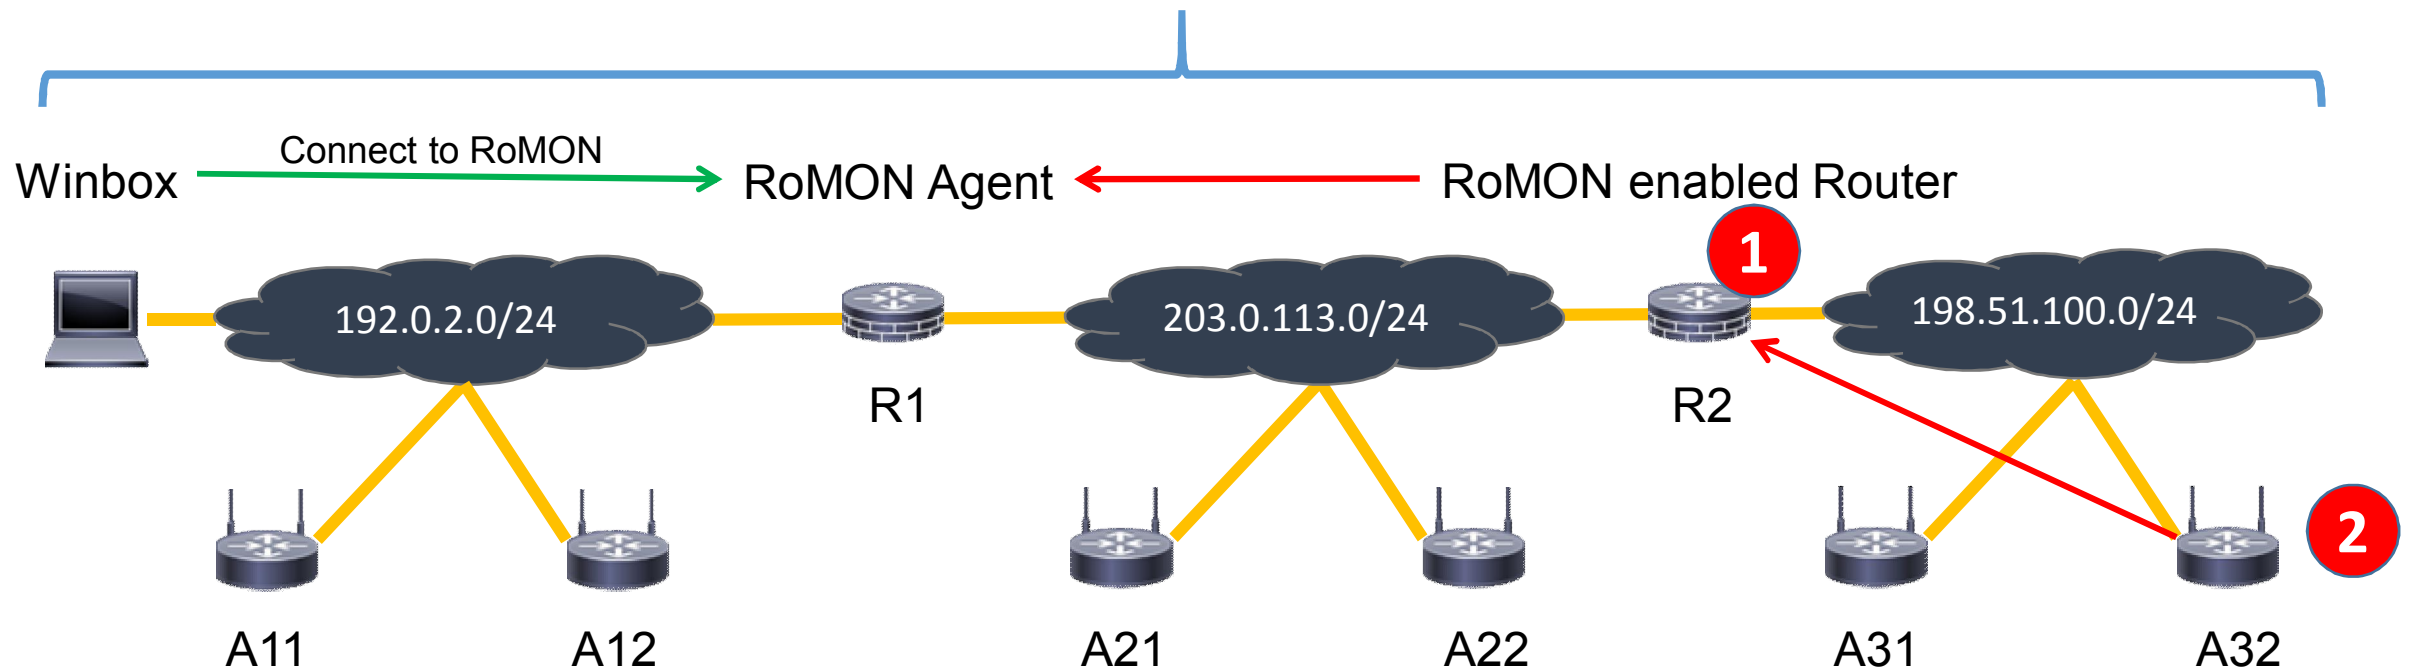 Connect to RoMON
Winbox
RoMON Agent
RoMON enabled Router
1
192.0.2.0/24
203.0.113.0/24
198.51.100.0/24
R1
R2
2
A11
A12
A21
A22
A31
A32